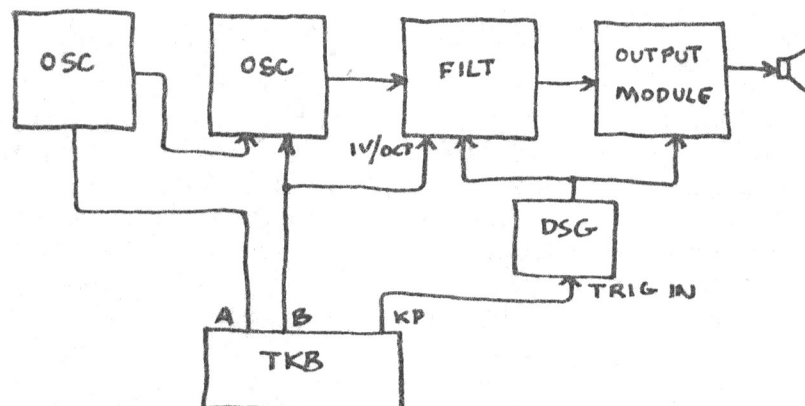 OSC
OSC
FILT
OUTPUT
MODULE
1V/OCT
DSG
TRIG IN
A
B
KP
TKB